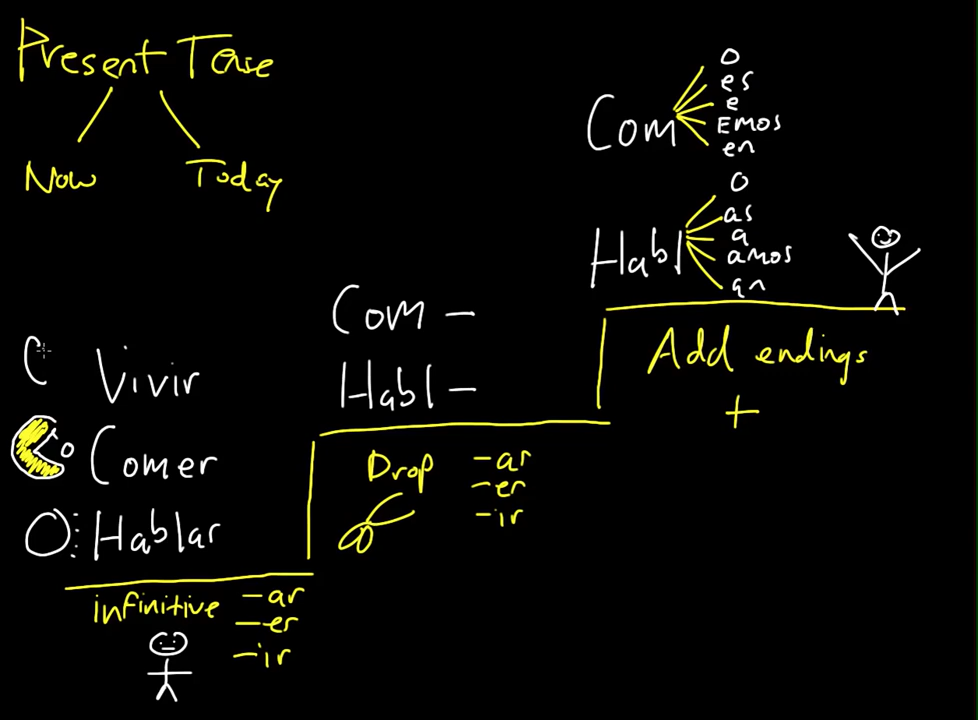 Present Tense
Now Today
Com
o
es
e
Emos
en
Habl
o
as
a
amos
an
Vivir
Comer
Hablar
infinitive -ar
-er
-ir
Com -
Habl -
Drop -ar
-er
-ir
Add endings
+